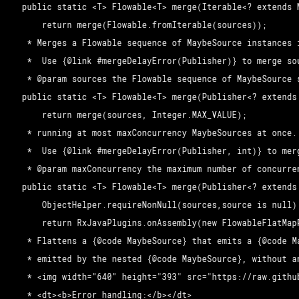 public static <T> Flowable<T> merge(Iterable<? extends M
return merge(Flowable.fromIterable(sources));
* Merges a Flowable sequence of MaybeSource instances i
* Use {@link #mergeDelayError(Publisher)} to merge sou
* @param sources the Flowable sequence of MaybeSource s
public static <T> Flowable<T> merge(Publisher<? extends
return merge(sources, Integer.MAX_VALUE);
* running at most maxConcurrency MaybeSources at once.
* Use {@link #mergeDelayError(Publisher, int)} to merg
* @param maxConcurrency the maximum number of concurren
public static <T> Flowable<T> merge(Publisher<? extends
ObjectHelper.requireNonNull(sources,source is null)
return RxJavaPlugins.onAssembly(new FlowableFlatMapP
* Flattens a {@code MaybeSource} that emits a {@code Ma
* emitted by the nested {@code MaybeSource}, without an
* <img width="640" height="393" src="https://raw.github
* <dt><b>Error handling:</b></dt>